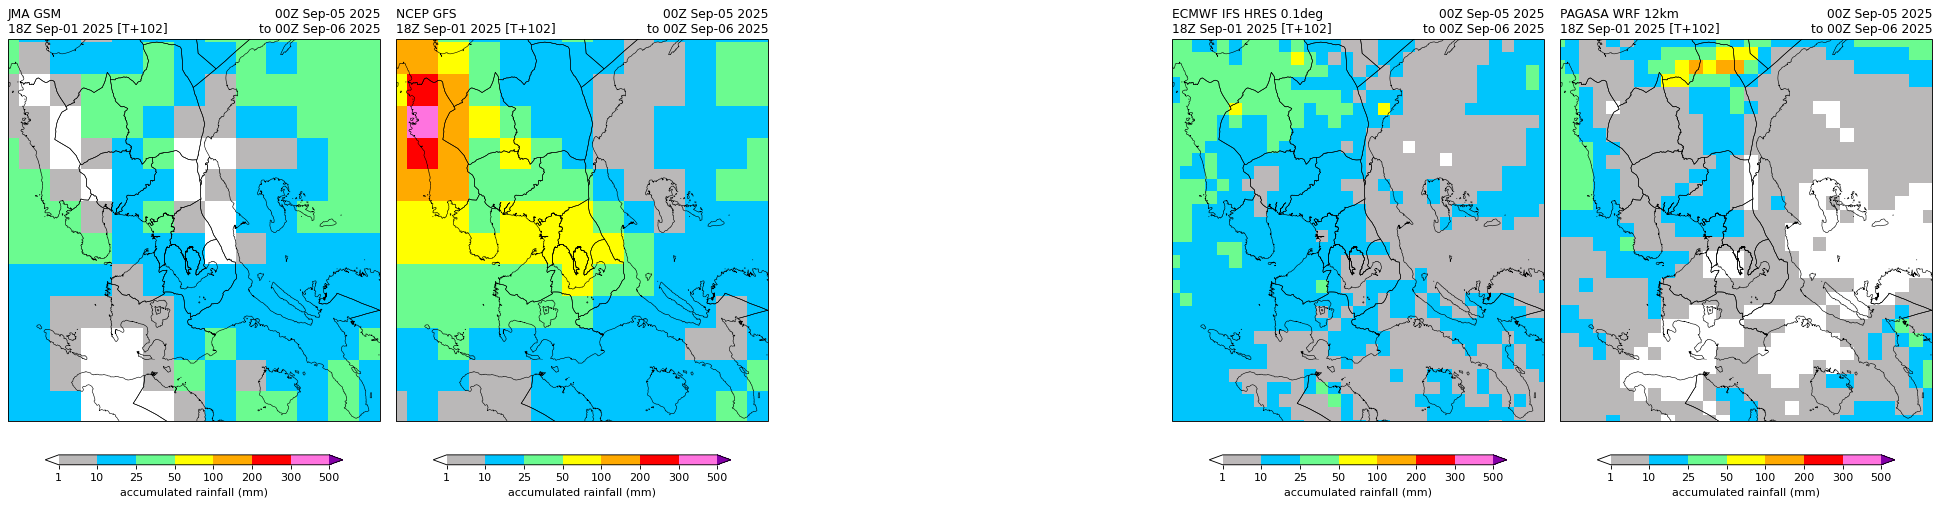 JMA GSM 00Z Sep-05 2025
18Z Sep-01 2025 [T+102] to 00Z Sep-06 2025
1 10 25 50 100 200 300 500
accumulated rainfall (mm)
NCEP GFS 00Z Sep-05 2025
18Z Sep-01 2025 [T+102] to 00Z Sep-06 2025
1 10 25 50 100 200 300 500
accumulated rainfall (mm)
ECMWF IFS HRES 0.1deg 00Z Sep-05 2025
18Z Sep-01 2025 [T+102] to 00Z Sep-06 2025
1 10 25 50 100 200 300 500
accumulated rainfall (mm)
PAGASA WRF 12km 00Z Sep-05 2025
18Z Sep-01 2025 [T+102] to 00Z Sep-06 2025
1 10 25 50 100 200 300 500
accumulated rainfall (mm)